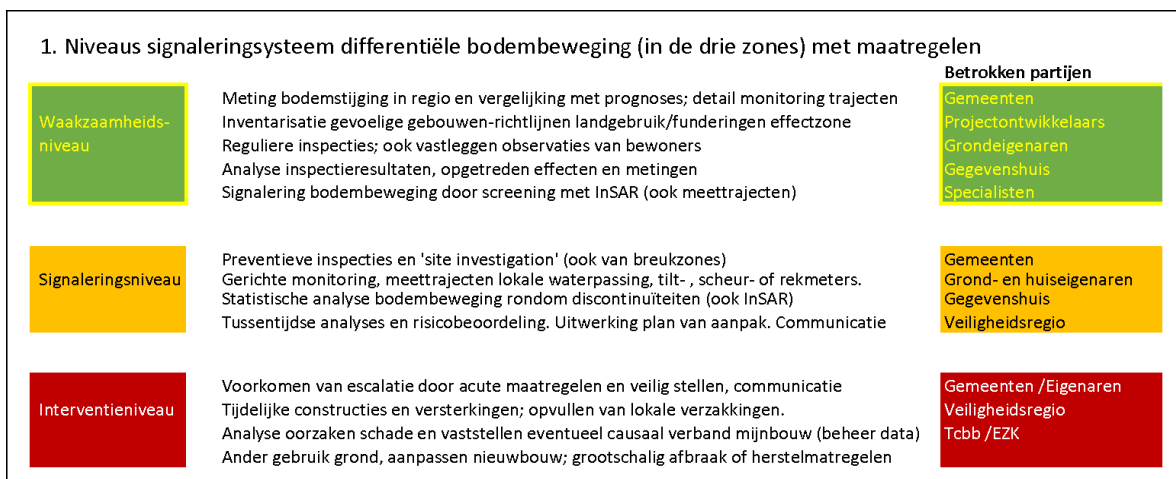 1. Niveaus signaleringsysteem differentiële bodembeweging (in de drie zones) met maatregelen
Betrokken partijen
Waakzaamheids-
niveau
Meting bodemstijging in regio en vergelijking met prognoses; detail monitoring trajecten
Inventarisatie gevoelige gebouwen-richtlijnen landgebruik/funderingen effectzone
Reguliere inspecties; ook vastleggen observaties van bewoners
Analyse inspectieresultaten, opgetreden effecten en metingen
Signalering bodembeweging door screening met InSAR (ook meettrajecten)
Gemeenten
Projectontwikkelaars
Grondeigenaren
Gegevenshuis
Specialisten
Signaleringsniveau
Preventieve inspecties en 'site investigation' (ook van breukzones)
Gerichte monitoring, meettrajecten lokale waterpassing, tilt- , scheur- of rekmeters.
Statistische analyse bodembeweging rondom discontinuïteiten (ook InSAR)
Tussentijdse analyses en risicobeoordeling. Uitwerking plan van aanpak. Communicatie
Gemeenten
Grond- en huiseigenaren
Gegevenshuis
Veiligheidsregio
Interventieniveau
Voorkomen van escalatie door acute maatregelen en veilig stellen, communicatie
Tijdelijke constructies en versterkingen; opvullen van lokale verzakkingen.
Analyse oorzaken schade en vaststellen eventueel causaal verband mijnbouw (beheer data)
Ander gebruik grond, aanpassen nieuwbouw; grootschalig afbraak of herstelmatregelen
Gemeenten /Eigenaren
Veiligheidsregio
Tcbb /EZK